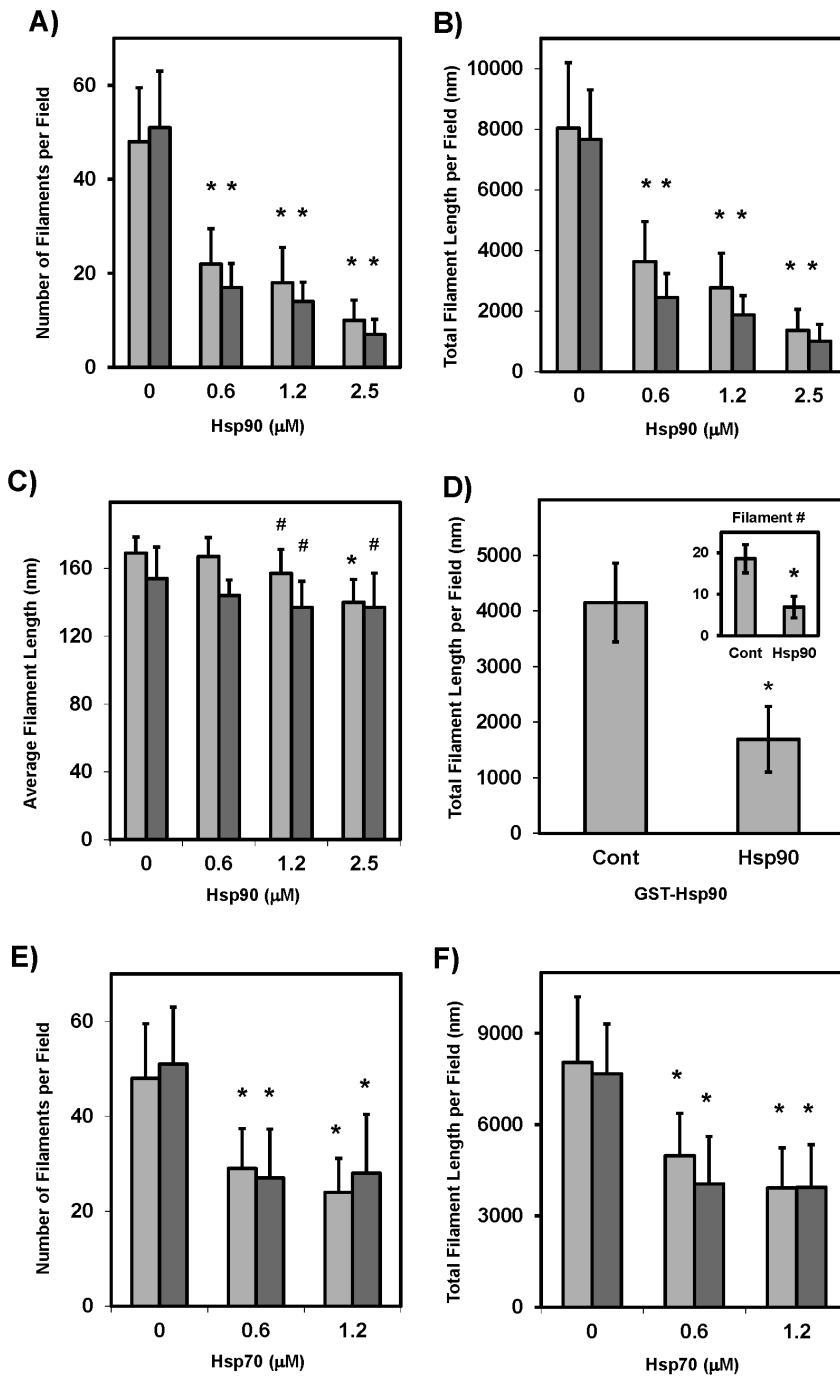 A)
Number of Filaments per Field
60
40
20
0
* *
* *
* *
0 0.6 1.2 2.5
Hsp90 (μM)
B)
Total Filament Length per Field (nm)
10000
8000
6000
4000
2000
0
* *
* *
* *
0 0.6 1.2 2.5
Hsp90 (μM)
C)
Average Filament Length (nm)
160
120
80
40
0
# #
* #
0 0.6 1.2 2.5
Hsp90 (μM)
D)
Total Filament Length per Field (nm)
5000
4000
3000
2000
1000
0
*
Cont Hsp90
GST-Hsp90
Filament #
20
10
0
*
Cont Hsp90
E)
Number of Filaments per Field
60
40
20
0
* *
* *
0 0.6 1.2
Hsp70 (μM)
F)
Total Filament Length per Field (nm)
9000
6000
3000
0
* *
* *
0 0.6 1.2
Hsp70 (μM)